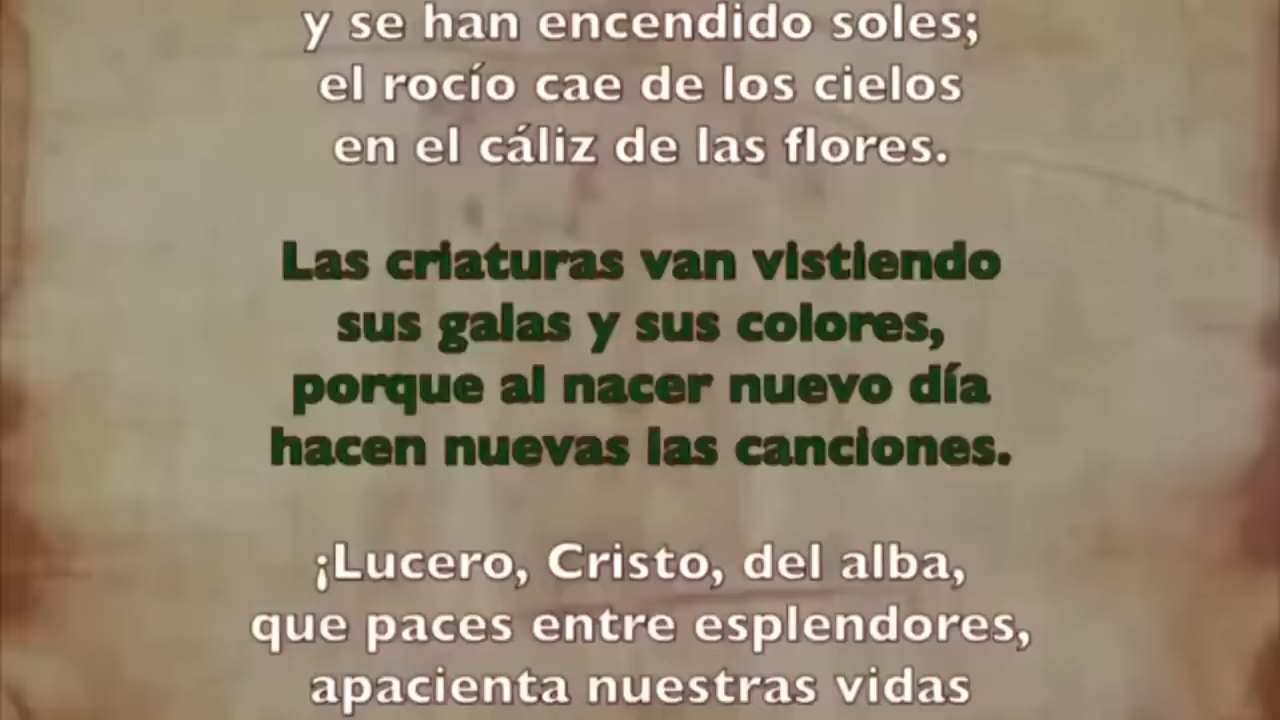 y se han encendido soles;
el rocío cae de los cielos
en el cáliz de las flores.
Las criaturas van vistiendo
sus galas y sus colores,
porque al nacer nuevo día
hacen nuevas las canciones.
¡Lucero, Cristo, del alba,
que paces entre esplendores,
apacienta nuestras vidas